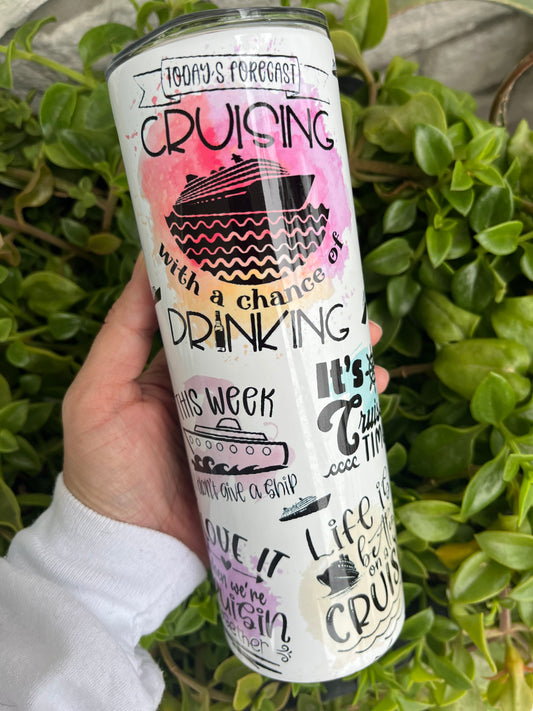 TODAY'S FORECAST
CRUISING
with a chance of
DRINKING
THIS WEEK
I DON'T GIVE A SHIP
It's
Cruise
TIME
LOVE IT
when we're
Cruisin
together
LIFE is
be
on a
CRUISE